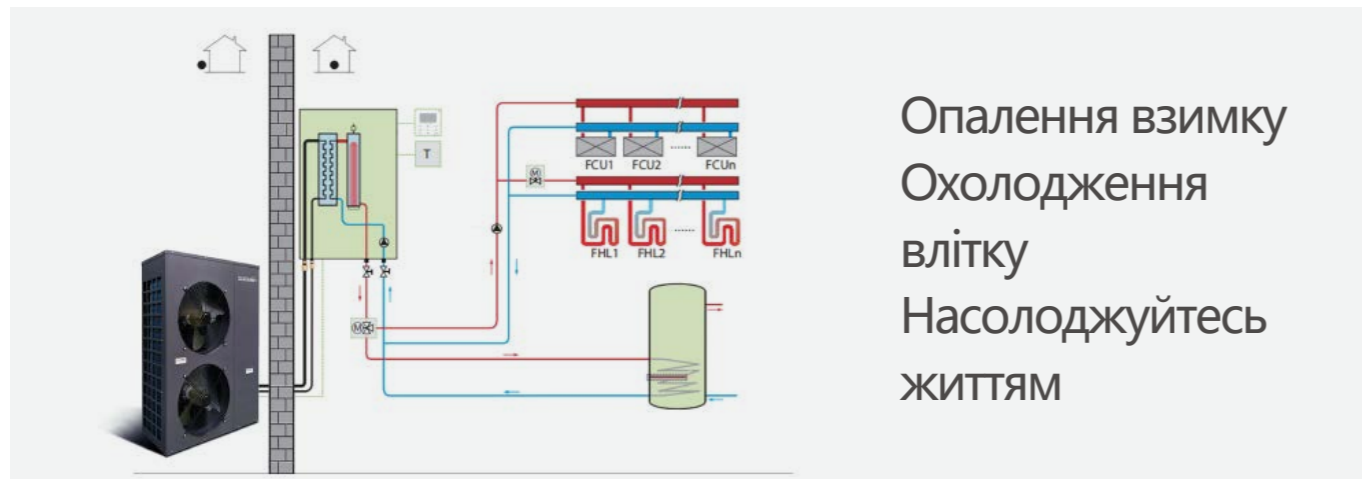 T
FCU1 FCU2 FCUn
M
FHL1 FHL2 FHLn
M
Опалення взимку
Охолодження
влітку
Насолоджуйтесь
життям